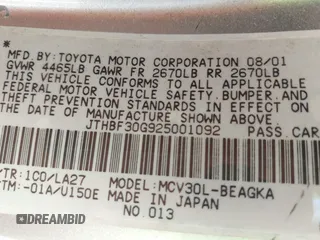 MFD.BY:TOYOTA MOTOR CORPORATION 08/01
GVWR 4465LB GAWR FR 2670LB RR 2670LB
THIS VEHICLE CONFORMS TO ALL APPLICABLE
FEDERAL MOTOR VEHICLE SAFETY, BUMPER, AND
THEFT PREVENTION STANDARDS IN EFFECT ON
THE DATE OF MANUFACTURE SHOWN ABOVE.
* JTHBF30G925001092 * PASS.CAR
/TR:1C0/LA27 MODEL:MCV30L-BEAGKA
/TM:-01A/U150E MADE IN JAPAN
NO.013
DUBIZZLE